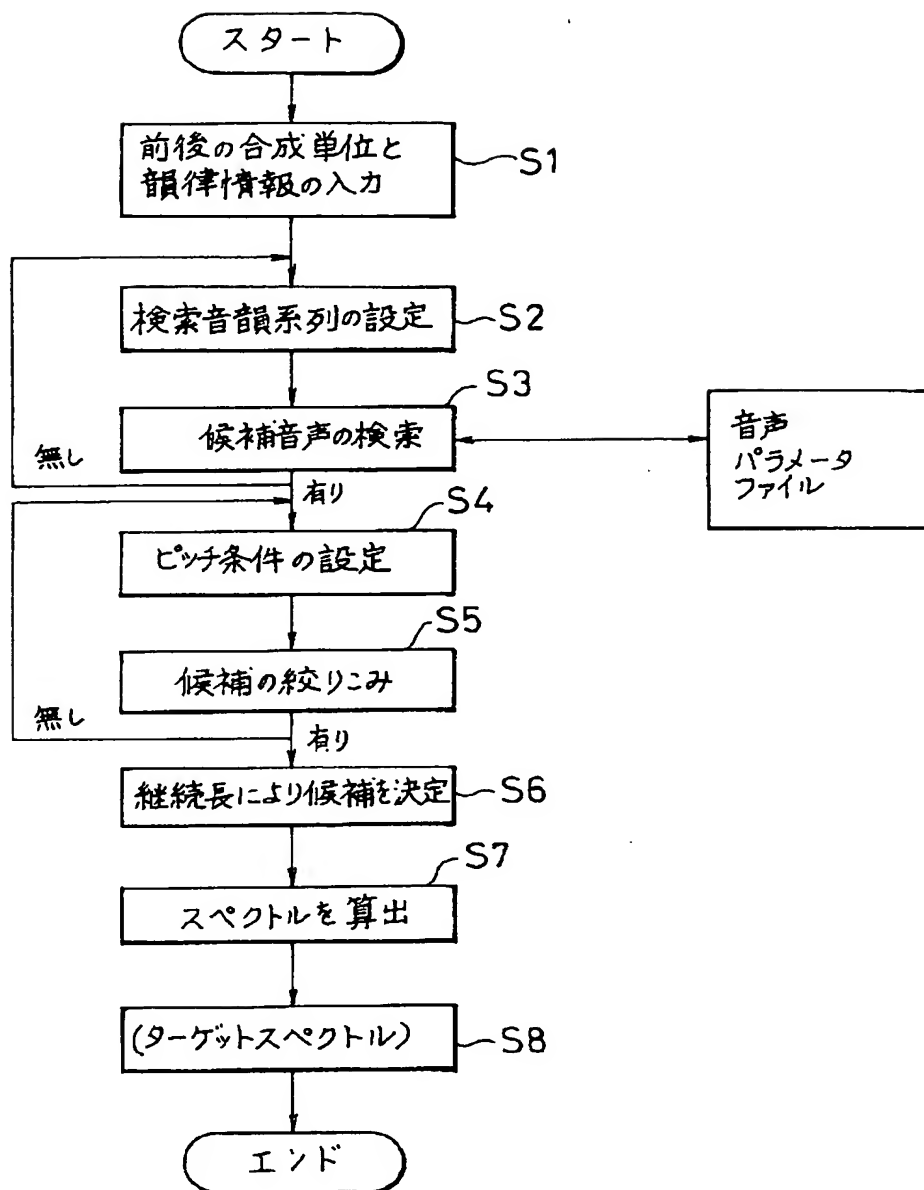 スタート
前後の合成単位と
韻律情報の入力
S1
検索音韻系列の設定
S2
S3
候補音声の検索
音声
パラメータ
ファイル
無し
有り
S4
ピッチ条件の設定
S5
候補の絞りこみ
無し
有り
継続長により候補を決定
S6
S7
スペクトルを算出
(ターゲットスペクトル)
S8
エンド